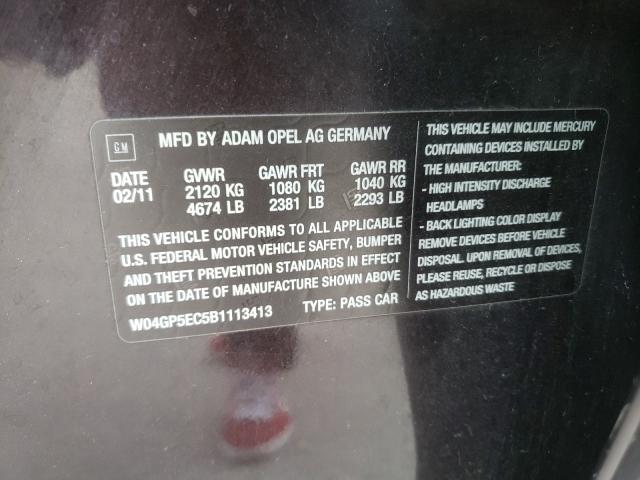 GM
MFD BY ADAM OPEL AG GERMANY
DATE GVWR GAWR FRT GAWR RR
02/11 2120 KG 1080 KG 1040 KG
4674 LB 2381 LB 2293 LB
THIS VEHICLE CONFORMS TO ALL APPLICABLE
U.S. FEDERAL MOTOR VEHICLE SAFETY, BUMPER
AND THEFT PREVENTION STANDARDS IN EFFECT
ON THE DATE OF MANUFACTURE SHOWN ABOVE
W04GP5EC5B1113413 TYPE: PASS CAR
THIS VEHICLE MAY INCLUDE MERCURY
CONTAINING DEVICES INSTALLED BY
THE MANUFACTURER:
- HIGH INTENSITY DISCHARGE
HEADLAMPS
- BACK LIGHTING COLOR DISPLAY
REMOVE DEVICES BEFORE VEHICLE
DISPOSAL. UPON REMOVAL OF DEVICES,
PLEASE REUSE, RECYCLE OR DISPOSE
AS HAZARDOUS WASTE